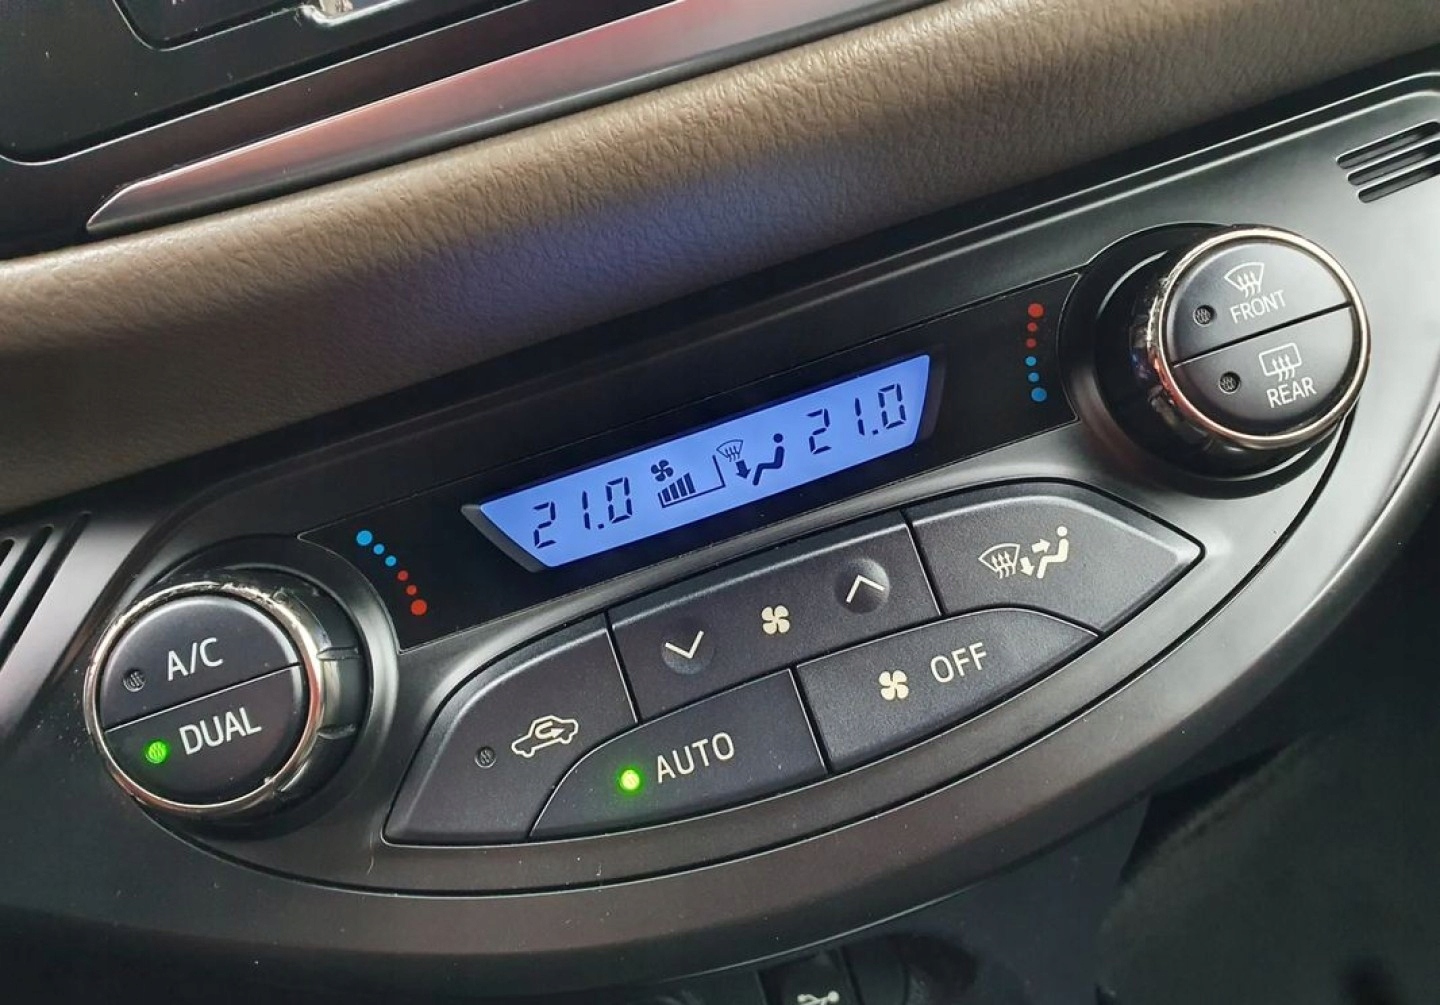 FRONT
REAR
21.0 21.0
A/C
DUAL
AUTO
OFF